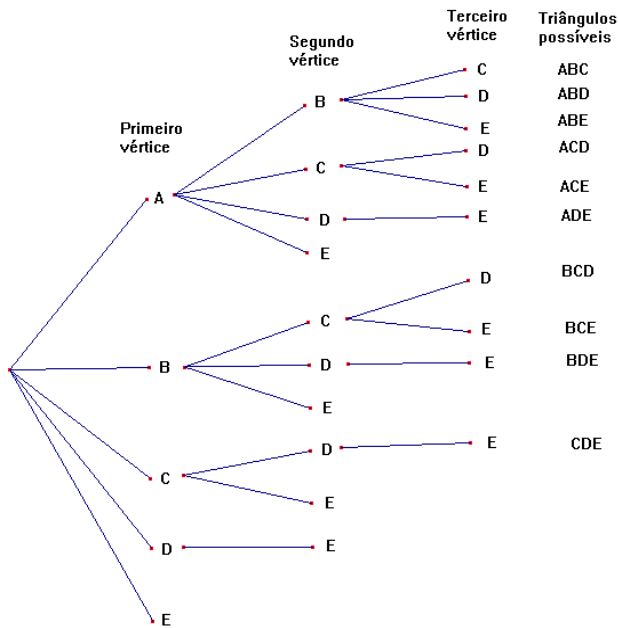 Primeiro
vértice
Segundo
vértice
Terceiro
vértice
Triângulos
possíveis
A
B
C
ABC
D
ABD
E
ABE
C
D
ACD
E
ACE
D
E
ADE
E
B
C
D
BCD
E
BCE
D
E
BDE
E
C
D
E
CDE
E
D
E
E